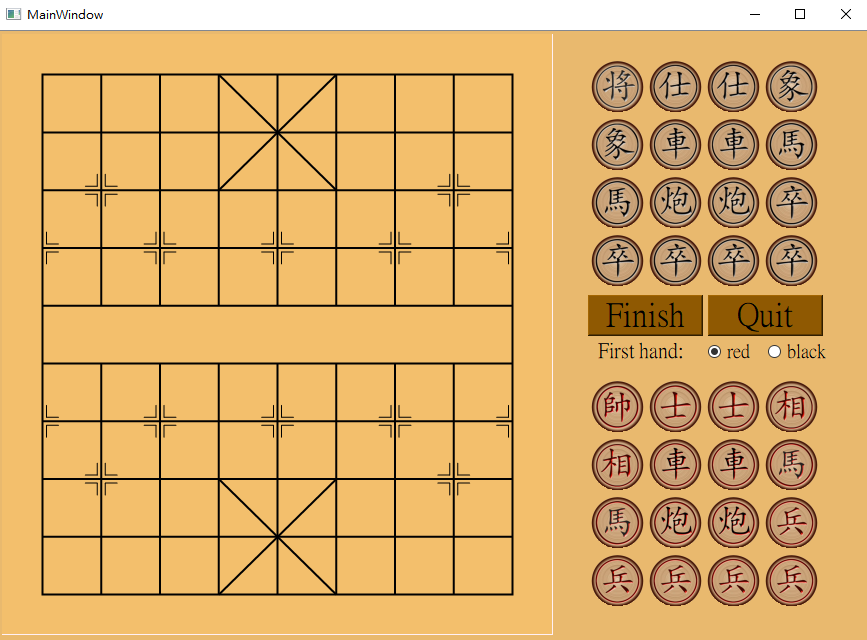 MainWindow
将 仕 仕 象
象 車 車 馬
馬 炮 炮 卒
卒 卒 卒 卒
Finish Quit
First hand: red black
帥 士 士 相
相 車 車 馬
馬 炮 炮 兵
兵 兵 兵 兵